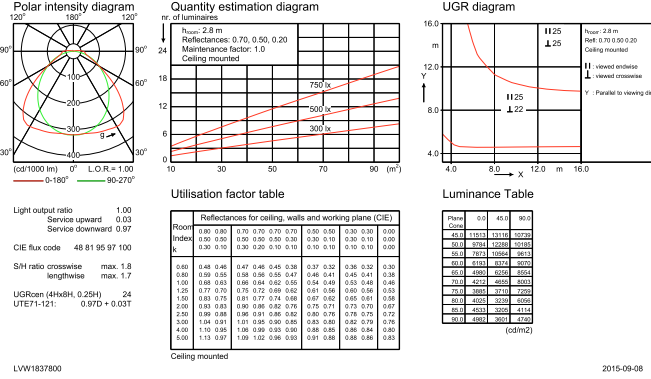 Polar intensity diagram
120° 180° 120°
90° 90°
60° 60°
30° 30°
100
200
300
400
g
(cd/1000 lm) 0° L.O.R.= 1.00
0-180° 90-270°
Light output ratio 1.00
Service upward 0.03
Service downward 0.97
CIE flux code 48 81 95 97 100
S/H ratio crosswise max. 1.8
lengthwise max. 1.7
UGRcen (4Hx8H, 0.25H) 24
UTE71-121: 0.97D + 0.03T
Quantity estimation diagram
nr. of luminaires
hroom: 2.8 m
Reflectances: 0.70, 0.50, 0.20
Maintenance factor: 1.0
Ceiling mounted
24
18
12
6
0
750 lx
500 lx
300 lx
10 30 50 70 90 (m²)
UGR diagram
16.0
m
12.0
Y
8.0
4.0
25
25
25
22
4.0 8.0 12.0 m 16.0
X
hroom: 2.8 m
Refl: 0.70 0.50 0.20
Ceiling mounted
: viewed endwise
: viewed crosswise
Y : Parallel to viewing di
Utilisation factor table
Reflectances for ceiling, walls and working plane (CIE)
Room
Index
k
0.80 0.80 0.70 0.70 0.70 0.70 0.50 0.50 0.30 0.30 0.00
0.50 0.50 0.50 0.50 0.50 0.30 0.30 0.10 0.30 0.10 0.00
0.30 0.10 0.30 0.20 0.10 0.10 0.10 0.10 0.10 0.10 0.00
0.60 0.48 0.46 0.47 0.46 0.45 0.38 0.37 0.32 0.36 0.32 0.30
0.80 0.59 0.55 0.58 0.56 0.55 0.47 0.46 0.41 0.45 0.41 0.38
1.00 0.68 0.63 0.66 0.64 0.62 0.55 0.54 0.49 0.53 0.48 0.46
1.25 0.77 0.70 0.75 0.72 0.69 0.62 0.61 0.56 0.60 0.56 0.53
1.50 0.83 0.75 0.81 0.77 0.74 0.68 0.67 0.62 0.65 0.61 0.58
2.00 0.93 0.83 0.90 0.86 0.82 0.76 0.75 0.71 0.73 0.70 0.67
2.50 0.99 0.88 0.96 0.91 0.86 0.82 0.80 0.76 0.78 0.75 0.72
3.00 1.04 0.91 1.01 0.95 0.90 0.85 0.83 0.80 0.82 0.79 0.76
4.00 1.10 0.95 1.06 0.99 0.93 0.90 0.88 0.85 0.86 0.84 0.80
5.00 1.13 0.97 1.09 1.02 0.96 0.93 0.91 0.88 0.88 0.86 0.83
Ceiling mounted
Luminance Table
Plane 0.0 45.0 90.0
Cone
45.0 11513 13116 10739
50.0 9784 12288 10185
55.0 7873 10564 9613
60.0 6193 8374 9070
65.0 4980 6256 8554
70.0 4212 4655 8003
75.0 3885 3710 7259
80.0 4025 3239 6056
85.0 4533 3205 4114
90.0 4982 3601 4740
(cd/m2)
LVW1837800 2015-09-08